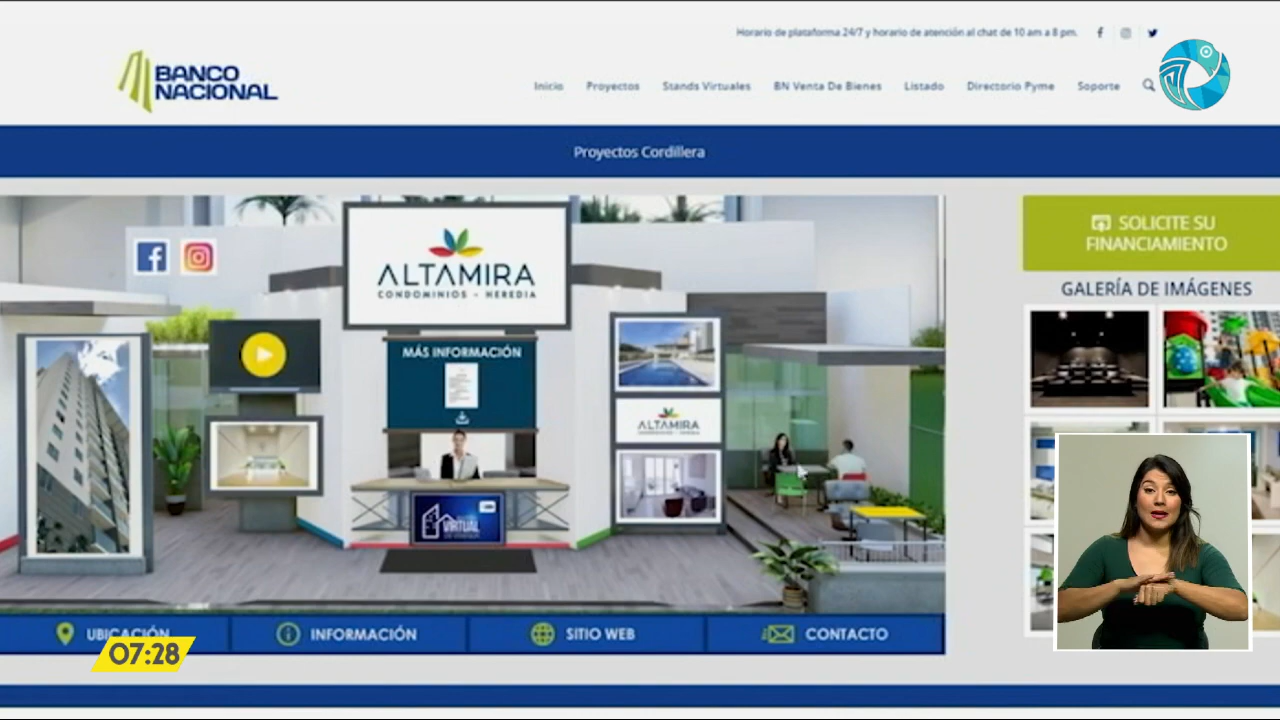 Horario de plataforma 24/7 y horario de atención al chat de 10 am a 8 pm.
BANCO
NACIONAL
Inicio
Proyectos
Stands Virtuales
BN Venta De Bienes
Listado
Directorio Pyme
Soporte
Proyectos Cordillera
ALTAMIRA
CONDOMINIOS - HEREDIA
MÁS INFORMACIÓN
ALTAMIRA
VIRTUAL
SOLICITE SU
FINANCIAMIENTO
GALERÍA DE IMÁGENES
UBICACIÓN
INFORMACIÓN
SITIO WEB
CONTACTO
07:28